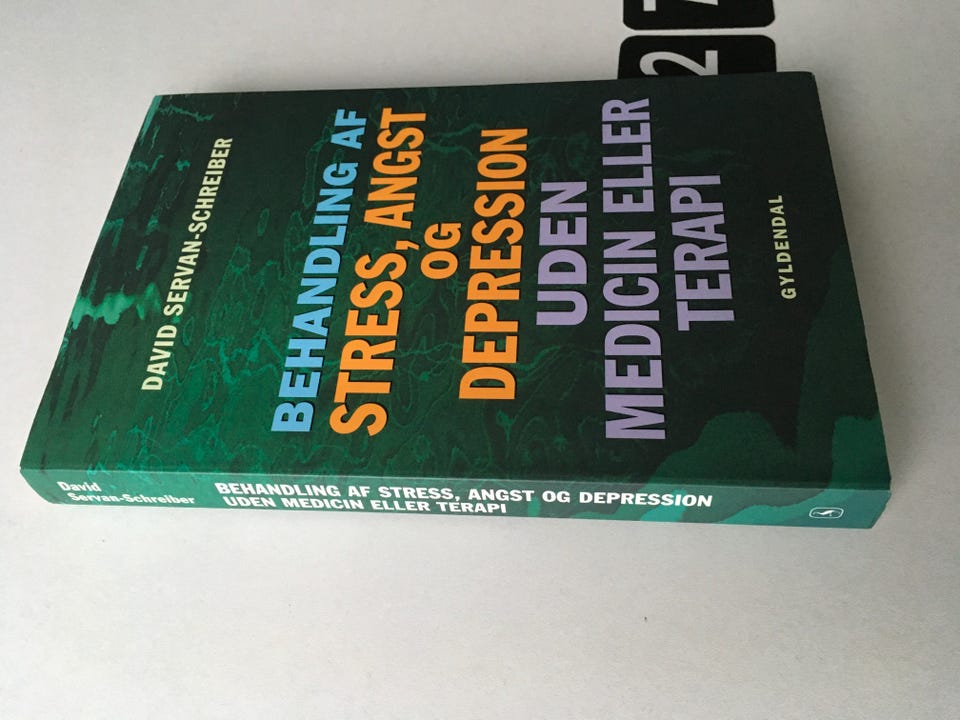 DAVID SERVAN-SCHREIBER
BEHANDLING AF
STRESS, ANGST
OG
DEPRESSION
UDEN
MEDICIN ELLER
TERAPI
GYLDENDAL
David
Servan-Schreiber
BEHANDLING AF STRESS, ANGST OG DEPRESSION
UDEN MEDICIN ELLER TERAPI
2